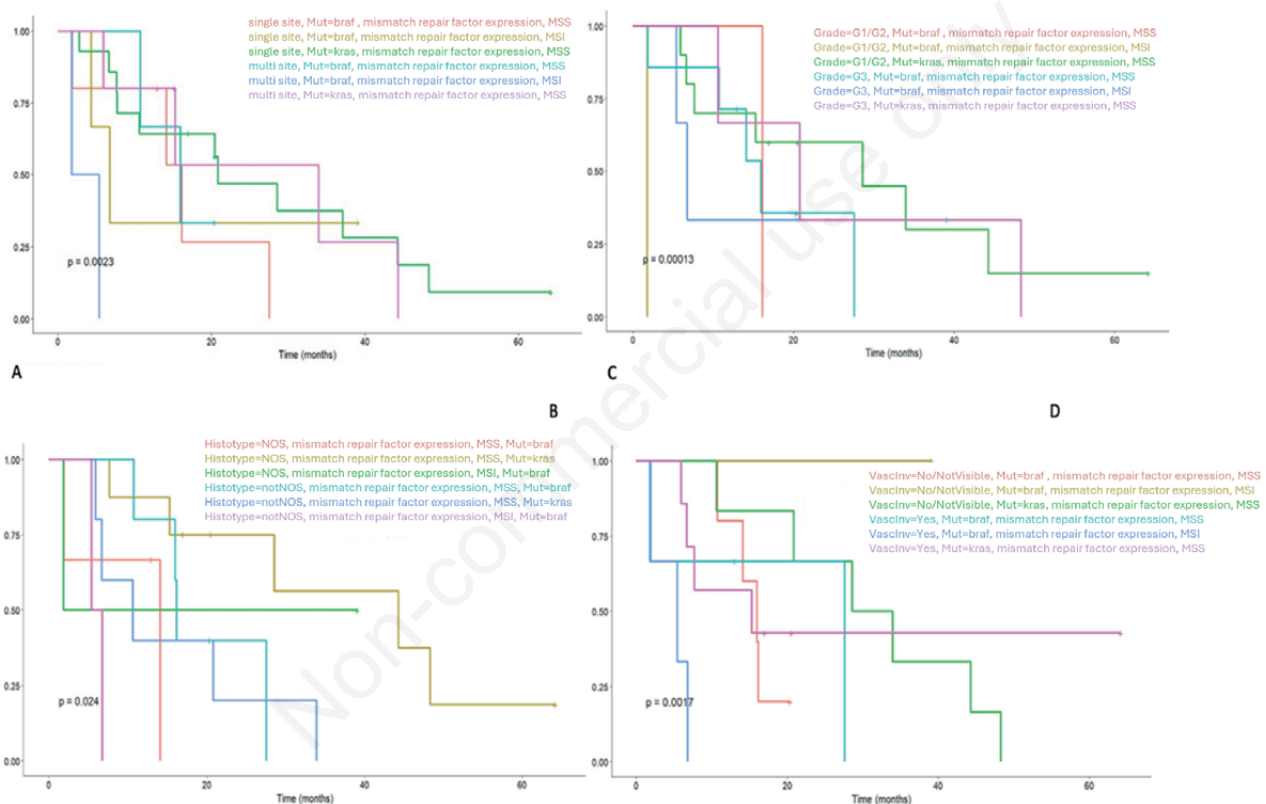 single site, Mut=braf , mismatch repair factor expression, MSS
single site, Mut=braf , mismatch repair factor expression, MSI
single site, Mut=kras, mismatch repair factor expression, MSS
multi site, Mut=braf, mismatch repair factor expression, MSS
multi site, Mut=braf, mismatch repair factor expression, MSI
multi site, Mut=kras, mismatch repair factor expression, MSS
1.00
0.75
0.50
0.25
0.00
p = 0.0023
0 20 40 60
Time (months)
A
Grade=G1/G2, Mut=braf , mismatch repair factor expression, MSS
Grade=G1/G2, Mut=braf , mismatch repair factor expression, MSI
Grade=G1/G2, Mut=kras, mismatch repair factor expression, MSS
Grade=G3, Mut=braf, mismatch repair factor expression, MSS
Grade=G3, Mut=braf, mismatch repair factor expression, MSI
Grade=G3, Mut=kras, mismatch repair factor expression, MSS
1.00
0.75
0.50
0.25
0.00
p = 0.00013
0 20 40 60
Time (months)
C
B
Histotype=NOS, mismatch repair factor expression, MSS, Mut=braf
Histotype=NOS, mismatch repair factor expression, MSS, Mut=kras
Histotype=NOS, mismatch repair factor expression, MSI, Mut=braf
Histotype=notNOS, mismatch repair factor expression, MSS, Mut=braf
Histotype=notNOS, mismatch repair factor expression, MSS, Mut=kras
Histotype=notNOS, mismatch repair factor expression, MSI, Mut=braf
1.00
0.75
0.50
0.25
0.00
p = 0.024
0 20 40 60
Time (months)
D
VascInv=No/NotVisible, Mut=braf , mismatch repair factor expression, MSS
VascInv=No/NotVisible, Mut=braf, mismatch repair factor expression, MSI
VascInv=No/NotVisible, Mut=kras, mismatch repair factor expression, MSS
VascInv=Yes, Mut=braf, mismatch repair factor expression, MSS
VascInv=Yes, Mut=braf, mismatch repair factor expression, MSI
VascInv=Yes, Mut=kras, mismatch repair factor expression, MSS
1.00
0.75
0.50
0.25
0.00
p = 0.0017
0 20 40 60
Time (months)
Non-commercial use only